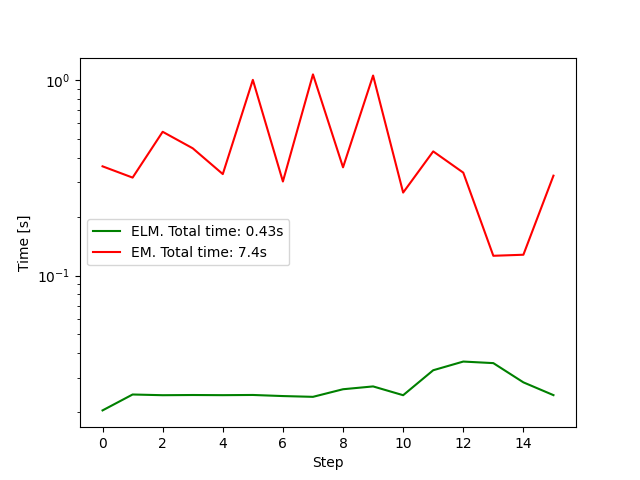 10⁰
Time [s]
ELM. Total time: 0.43s
EM. Total time: 7.4s
10⁻¹
0 2 4 6 8 10 12 14
Step